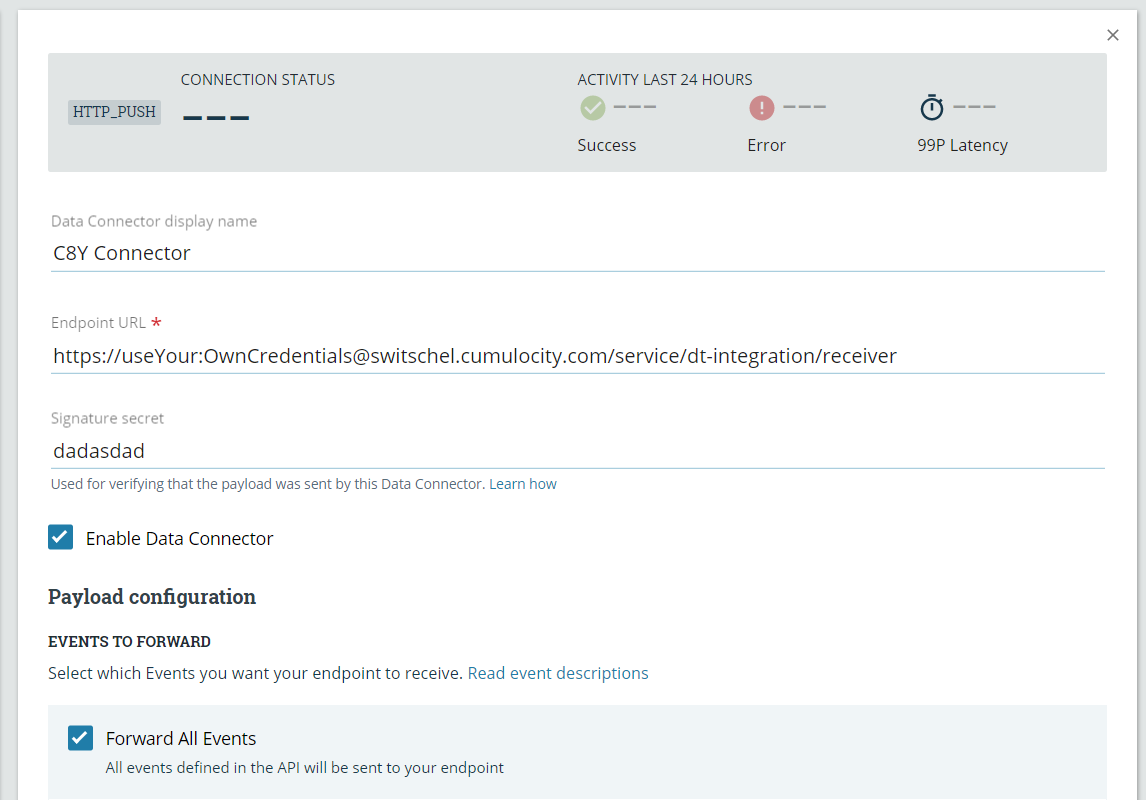 HTTP_PUSH
CONNECTION STATUS
---
ACTIVITY LAST 24 HOURS
---
Success
---
Error
---
99P Latency
Data Connector display name
C8Y Connector
Endpoint URL *
https://useYour:OwnCredentials@switschel.cumulocity.com/service/dt-integration/receiver
Signature secret
dadasdad
Used for verifying that the payload was sent by this Data Connector. Learn how
Enable Data Connector
Payload configuration
EVENTS TO FORWARD
Select which Events you want your endpoint to receive. Read event descriptions
Forward All Events
All events defined in the API will be sent to your endpoint